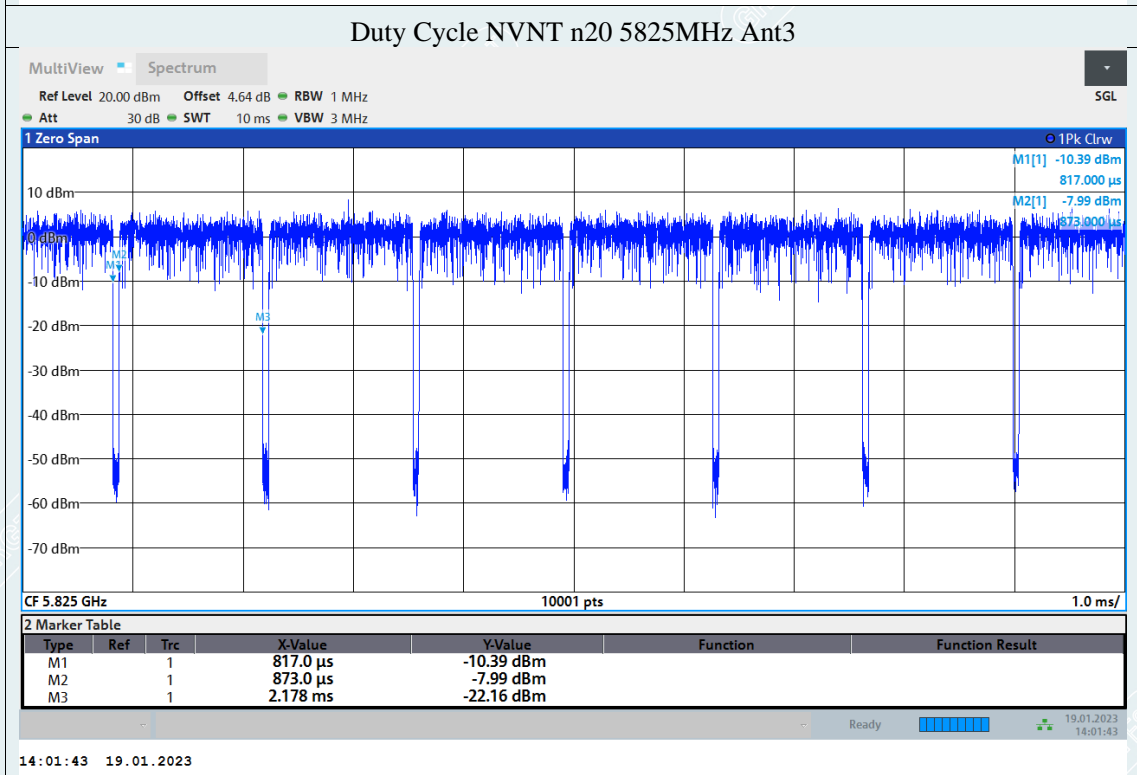 Duty Cycle NVNT n20 5825MHz Ant3
MultiView Spectrum
Ref Level 20.00 dBm Offset 4.64 dB RBW 1 MHz SGL
Att 30 dB SWT 10 ms VBW 3 MHz
1 Zero Span 1Pk Clrw
M1[1] -10.39 dBm
817.000 µs
M2[1] -7.99 dBm
873.000 µs
10 dBm
0 dBm
M2
M1
-10 dBm
M3
-20 dBm
-30 dBm
-40 dBm
-50 dBm
-60 dBm
-70 dBm
CF 5.825 GHz 10001 pts 1.0 ms/
2 Marker Table
Type Ref Trc X-Value Y-Value Function Function Result
M1 1 817.0 µs -10.39 dBm
M2 1 873.0 µs -7.99 dBm
M3 1 2.178 ms -22.16 dBm
Ready 19.01.2023
14:01:43
14:01:43 19.01.2023